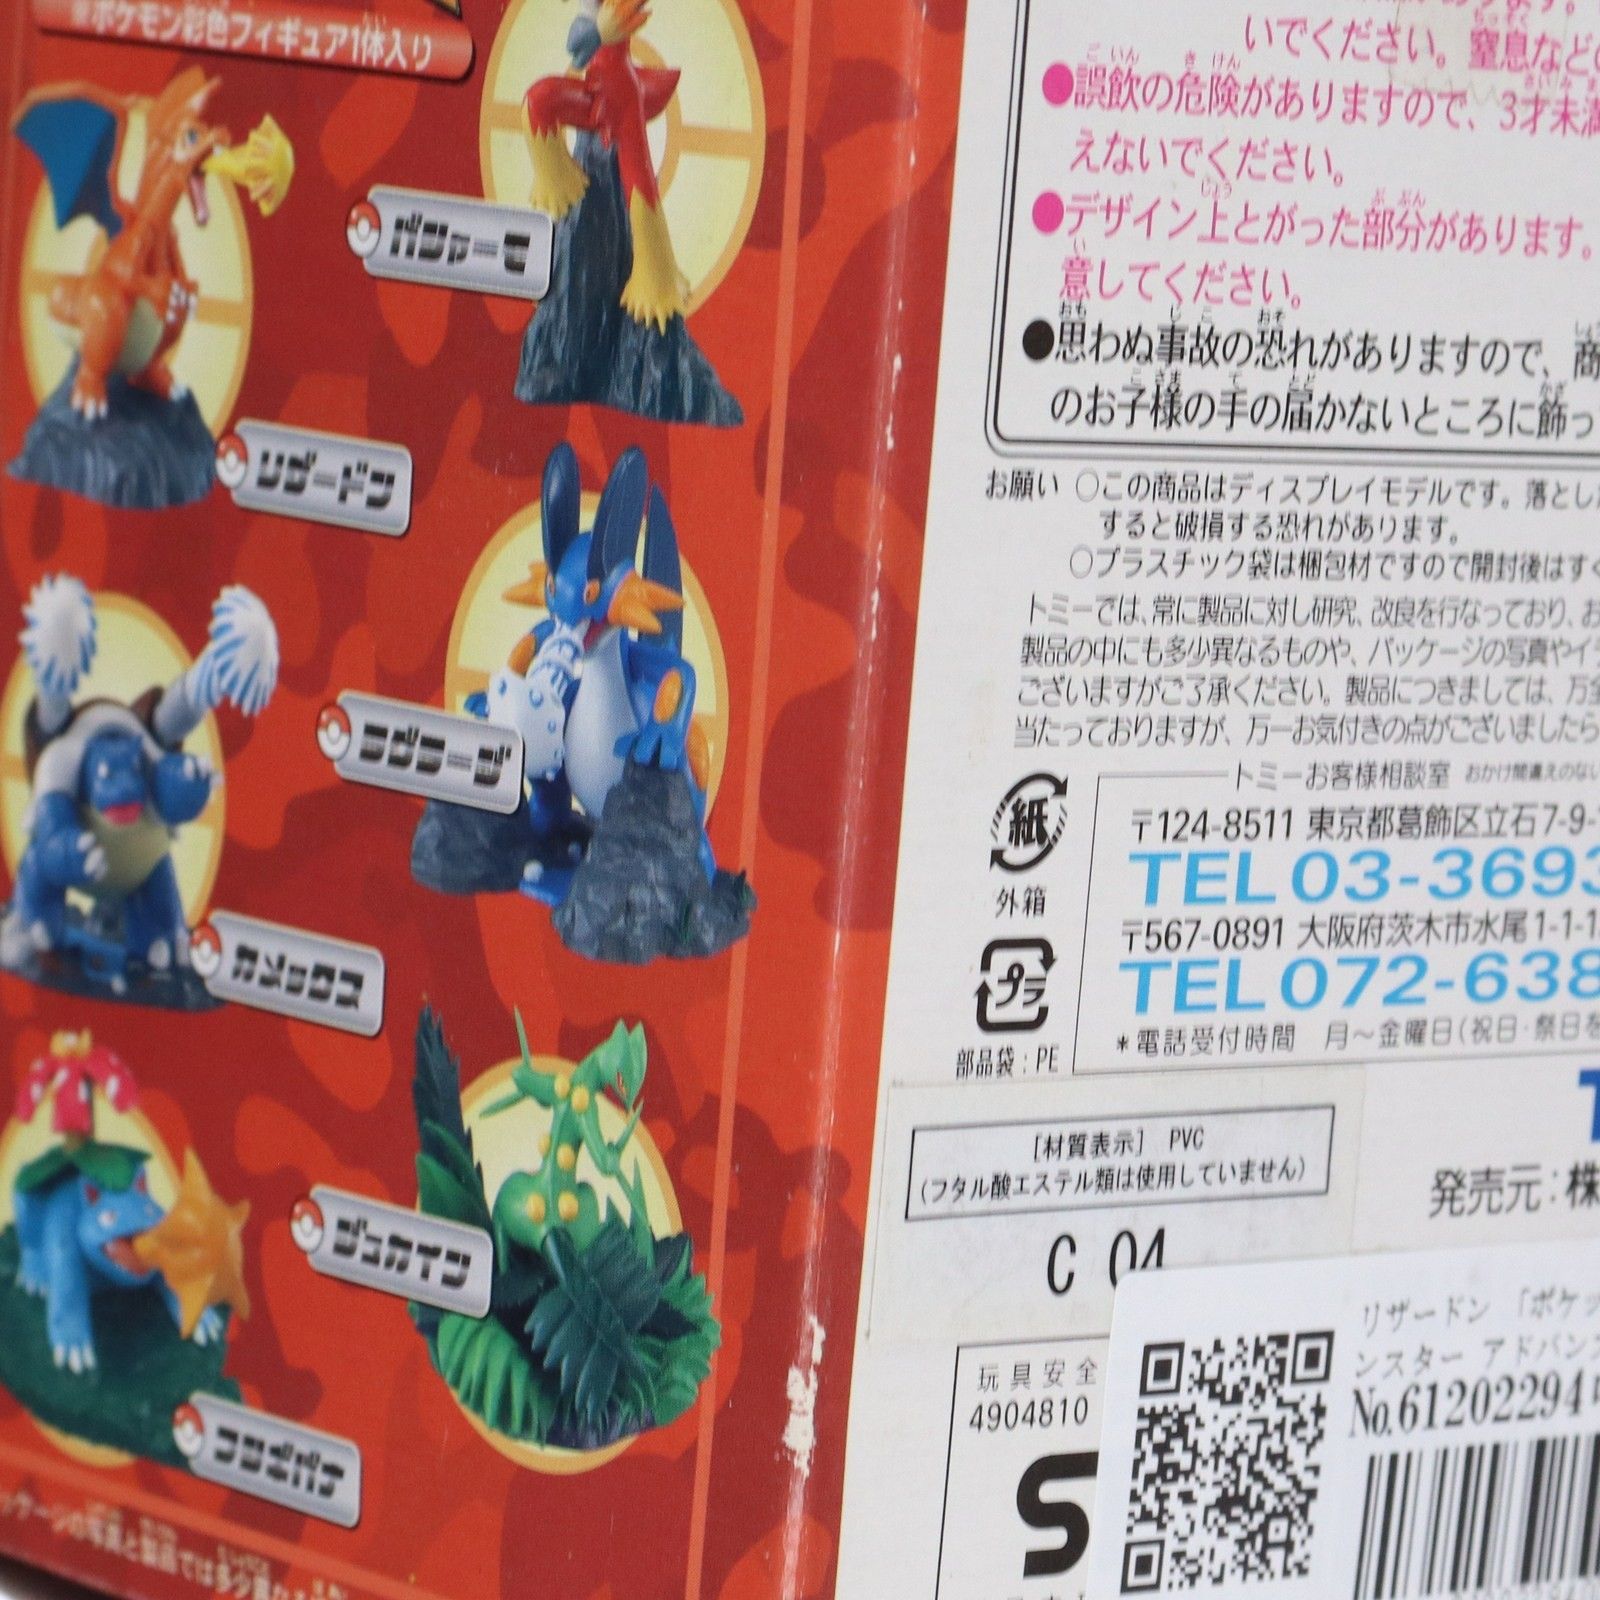 ※ポケモン彩色フィギュア1体入り
バシャーモ
リザードン
ラグラージ
カメックス
ジュカイン
フシギバナ
いでください。窒息などの
●誤飲の危険がありますので、3才未満
えないでください。
●デザイン上とがった部分があります。
意してください。
●思わぬ事故の恐れがありますので、商
のお子様の手の届かないところに飾っ
お願い ○この商品はディスプレイモデルです。落とした
すると破損する恐れがあります。
○プラスチック袋は梱包材ですので開封後はすぐ
トミーでは、常に製品に対し研究、改良を行なっており、お
製品の中にも多少異なるものや、パッケージの写真やイ
ございますがご了承ください。製品につきましては、万全
当たっておりますが、万一お気付きの点がございましたら
トミーお客様相談室 おかけ間違えのない
〒124-8511 東京都葛飾区立石7-9-
TEL 03-3693
〒567-0891 大阪府茨木市水尾1-1-1
TEL 072-638
*電話受付時間 月〜金曜日(祝日・祭日を
紙
外箱
プラ
部品袋:PE
[材質表示] PVC
(フタル酸エステル類は使用していません)
発売元:株
C 04
玩具安全
4904810
S
リザードン 「ポケッ
ンスター アドバン
No.61202294